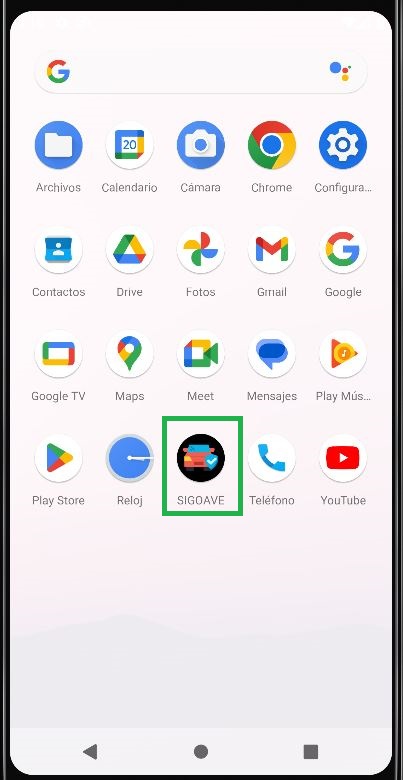 Archivos
Calendario
Cámara
Chrome
Configura...
Contactos
Drive
Fotos
Gmail
Google
Google TV
Maps
Meet
Mensajes
Play Mús...
Play Store
Reloj
SIGOAVE
Teléfono
YouTube
20